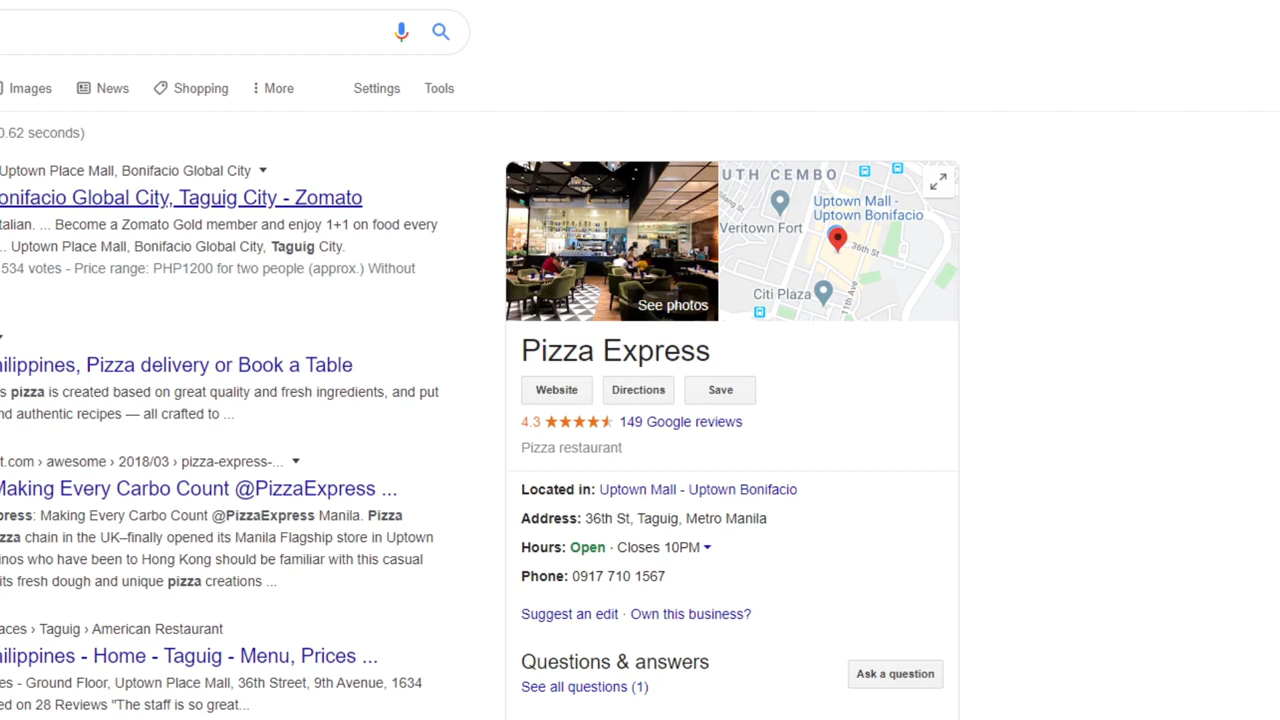 Images
News
Shopping
More
Settings
Tools
0.62 seconds)
Uptown Place Mall, Bonifacio Global City
onifacio Global City, Taguig City - Zomato
talian. ... Become a Zomato Gold member and enjoy 1+1 on food every
.. Uptown Place Mall, Bonifacio Global City, Taguig City.
534 votes - Price range: PHP1200 for two people (approx.) Without
hilippines, Pizza delivery or Book a Table
s pizza is created based on great quality and fresh ingredients, and put
nd authentic recipes — all crafted to ...
t.com › awesome › 2018/03 › pizza-express-...
Making Every Carbo Count @PizzaExpress ...
press: Making Every Carbo Count @PizzaExpress Manila. Pizza
zza chain in the UK–finally opened its Manila Flagship store in Uptown
inos who have been to Hong Kong should be familiar with this casual
its fresh dough and unique pizza creations ...
aces › Taguig › American Restaurant
hilippines - Home - Taguig - Menu, Prices ...
es - Ground Floor, Uptown Place Mall, 36th Street, 9th Avenue, 1634
ed on 28 Reviews "The staff is so great...
See photos
UTH CEMBO
Uptown Mall -
Uptown Bonifacio
Veritown Fort
36th St
Citi Plaza
11th Ave
Pizza Express
Website
Directions
Save
4.3 149 Google reviews
Pizza restaurant
Located in: Uptown Mall - Uptown Bonifacio
Address: 36th St, Taguig, Metro Manila
Hours: Open · Closes 10PM
Phone: 0917 710 1567
Suggest an edit · Own this business?
Questions & answers
See all questions (1)
Ask a question